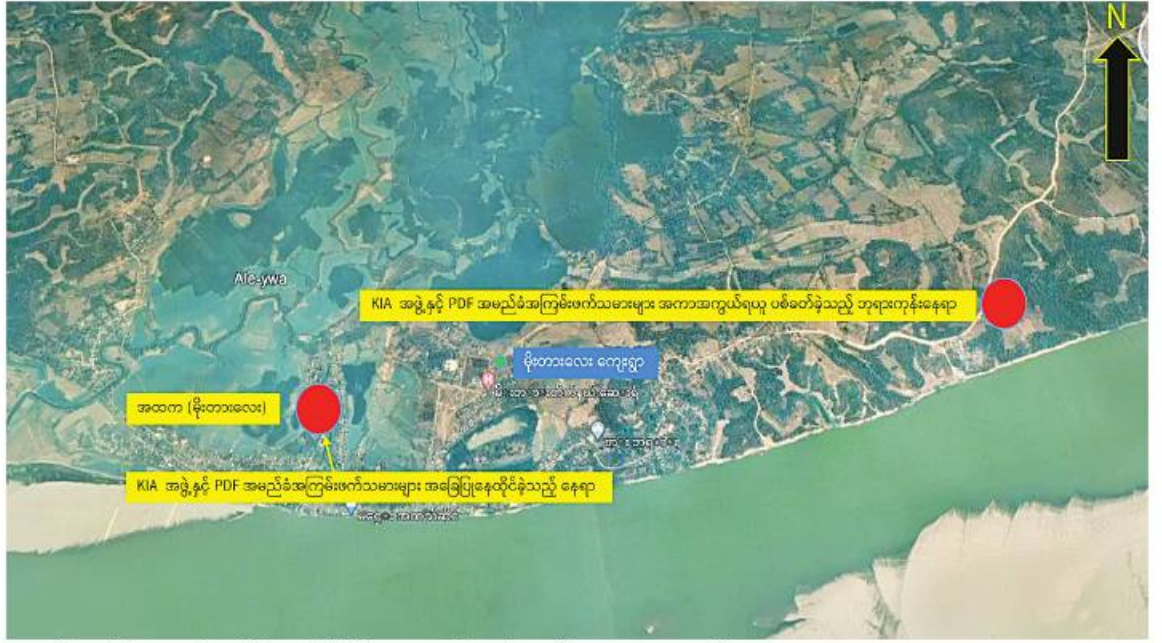 N
Ale-ywa
KIA အဖွဲ့နှင့် PDF အမည်ခံအကြမ်းဖက်သမားများ အကာအကွယ်ရယူ ပစ်ခတ်ခဲ့သည့် ဘုရားကုန်းနေရာ
မိုးတားလေး ကျေးရွာ
အထက (မိုးတားလေး)
KIA အဖွဲ့နှင့် PDF အမည်ခံအကြမ်းဖက်သမားများ အခြေပြုနေထိုင်ခဲ့သည့် နေရာ